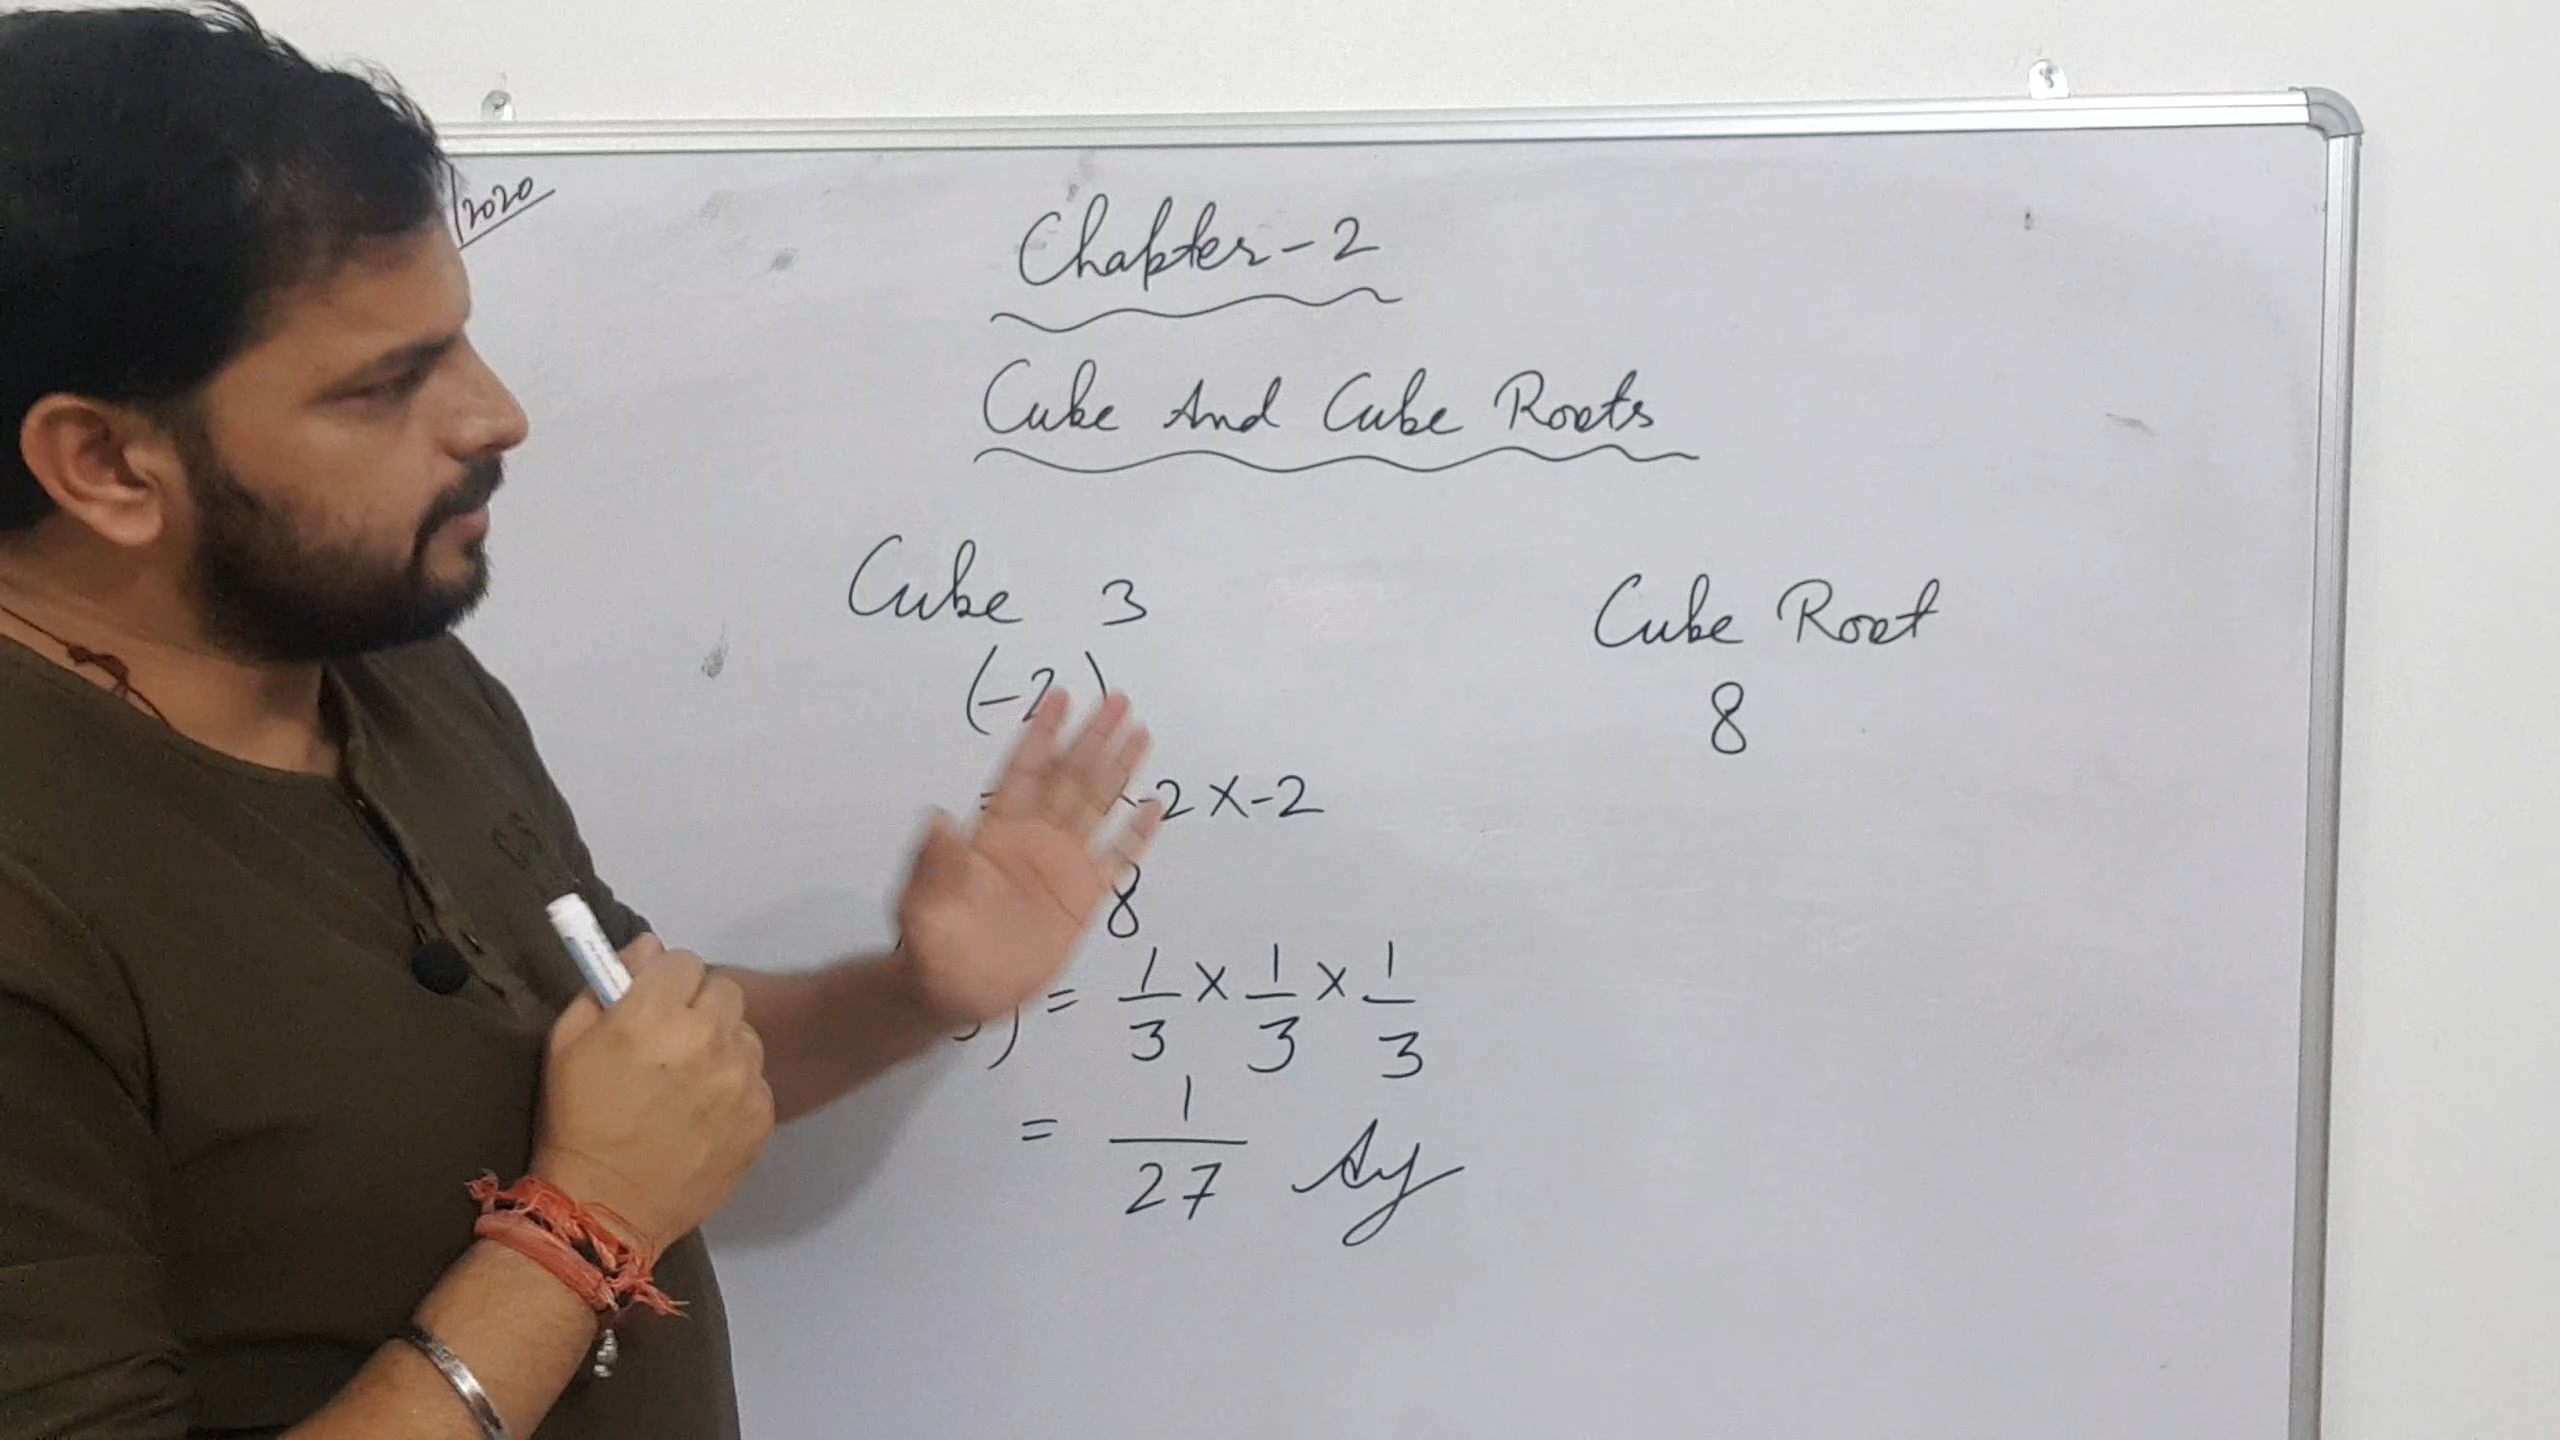 /2020
Chapter-2
Cube And Cube Roots
Cube 3
Cube Root
(-2)
8
= ×-2×-2
8
) = 1/3 × 1/3 × 1/3
= 1/27